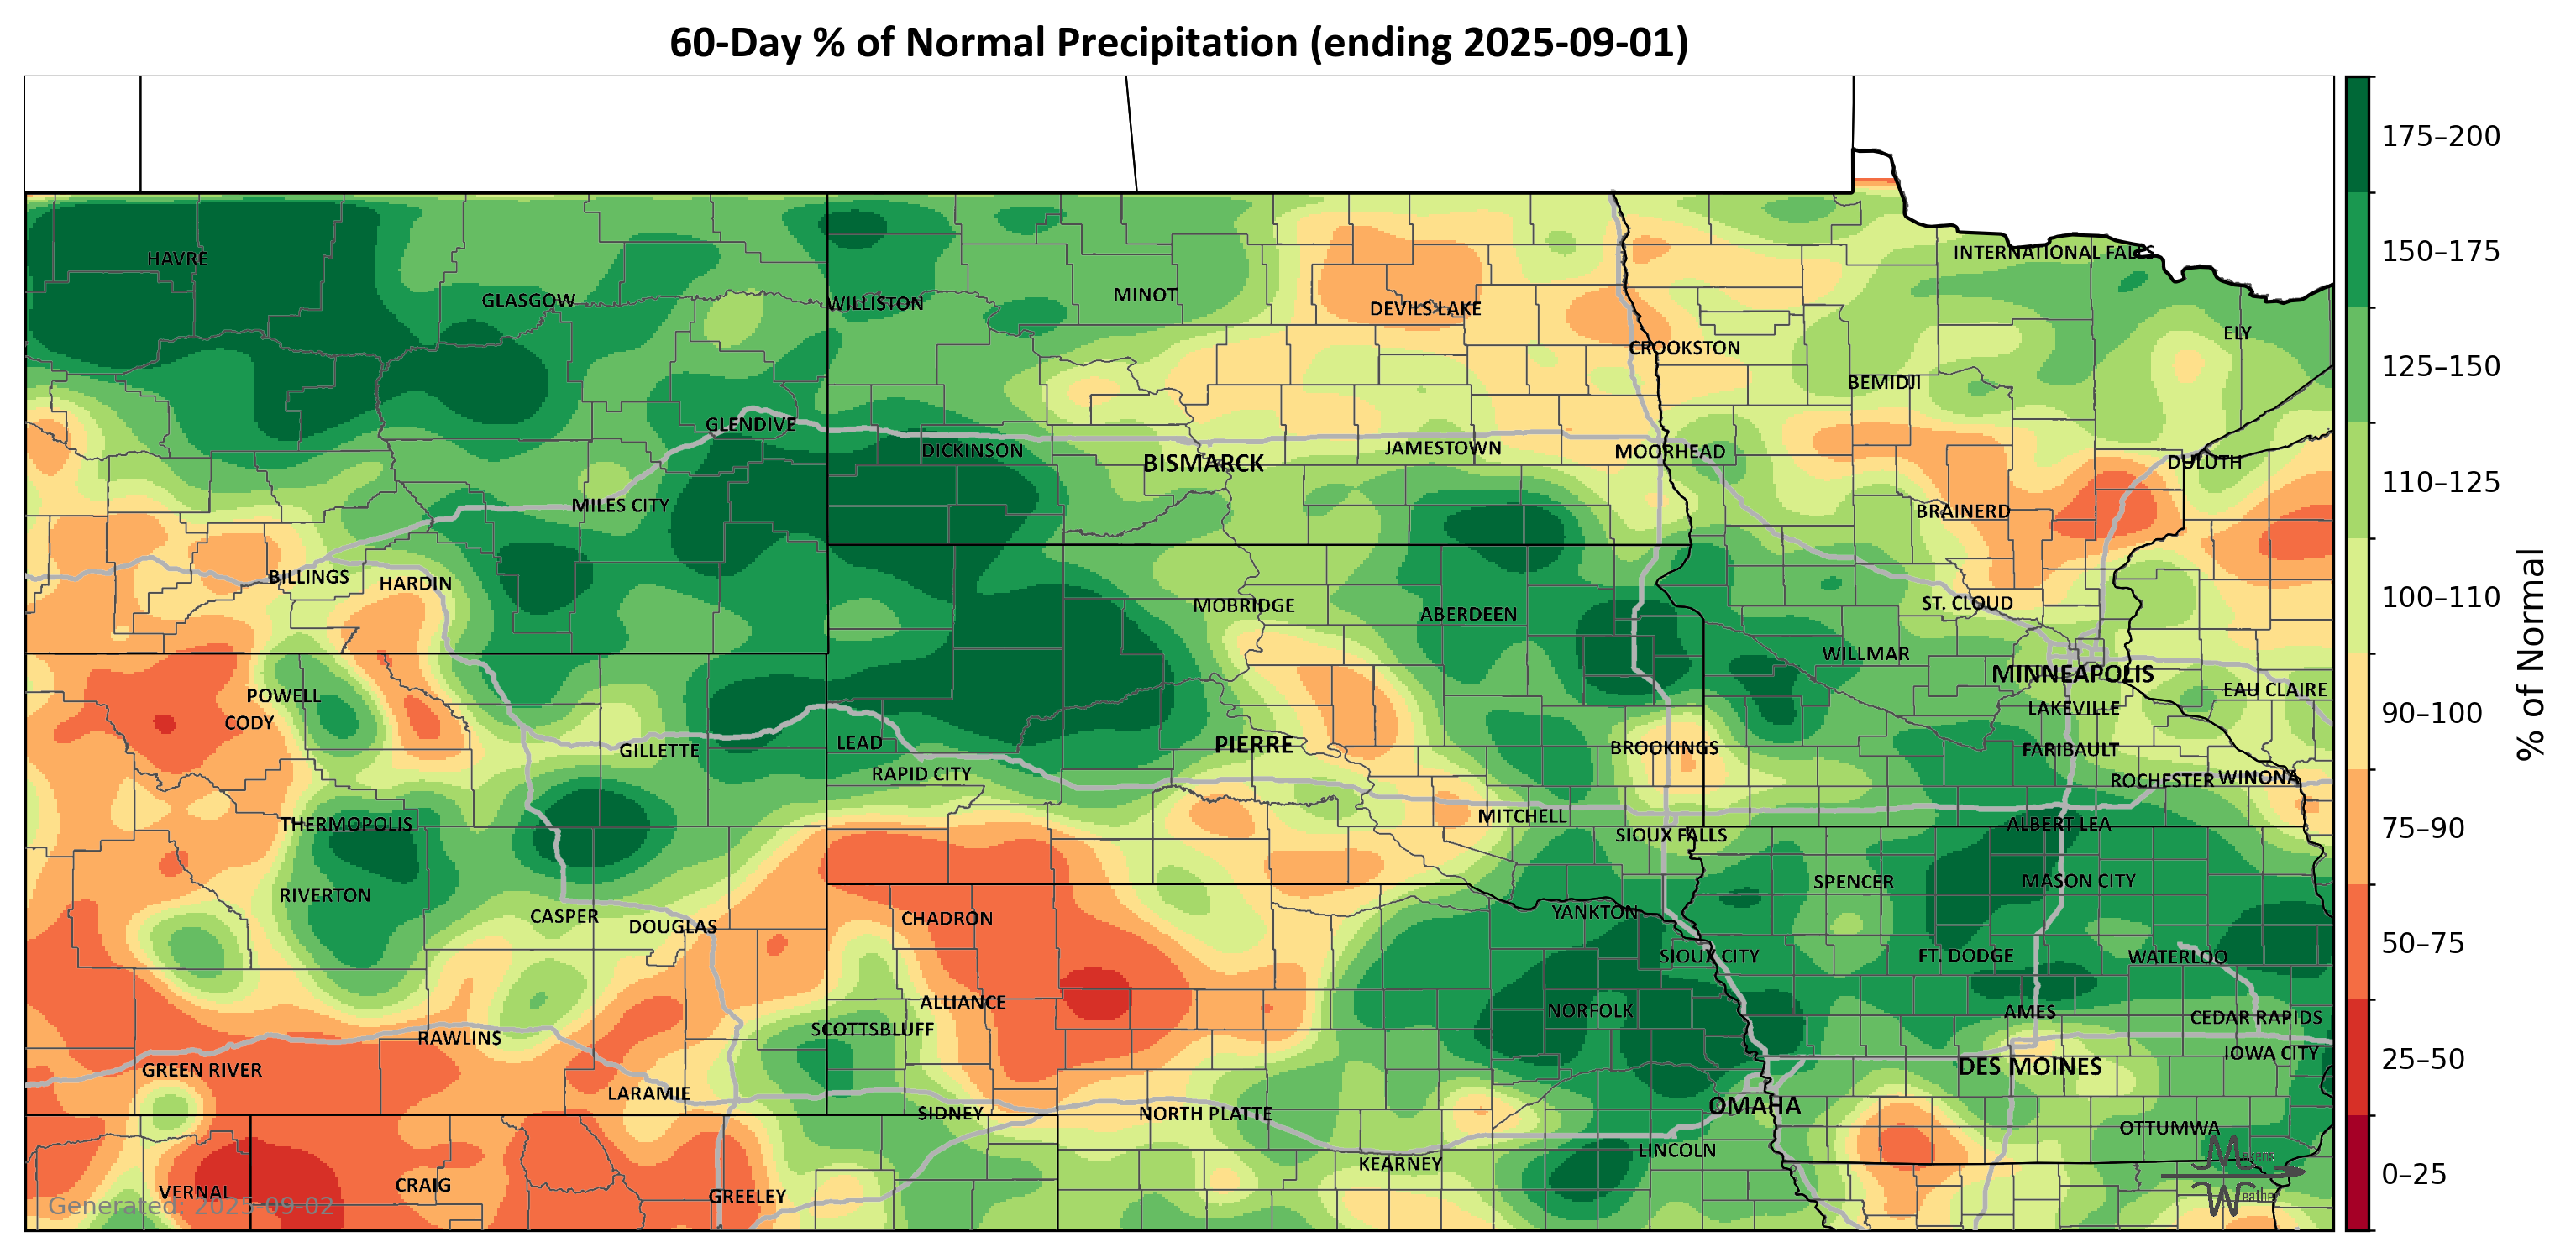 60-Day % of Normal Precipitation (ending 2025-09-01)
175–200
INTERNATIONAL FALLS
HAVRE
150–175
GLASGOW
WILLISTON
MINOT
DEVILS LAKE
ELY
CROOKSTON
125–150
BEMIDJI
GLENDIVE
DICKINSON
BISMARCK
JAMESTOWN
MOORHEAD
DULUTH
110–125
MILES CITY
BRAINERD
BILLINGS
HARDIN
100–110
MOBRIDGE
ABERDEEN
ST. CLOUD
WILLMAR
% of Normal
MINNEAPOLIS
POWELL
EAU CLAIRE
CODY
LAKEVILLE
90–100
GILLETTE
LEAD
PIERRE
BROOKINGS
FARIBAULT
RAPID CITY
ROCHESTER
WINONA
THERMOPOLIS
MITCHELL
ALBERT LEA
75–90
SIOUX FALLS
RIVERTON
SPENCER
MASON CITY
CASPER
DOUGLAS
CHADRON
YANKTON
50–75
SIOUX CITY
FT. DODGE
WATERLOO
ALLIANCE
NORFOLK
AMES
CEDAR RAPIDS
SCOTTSBLUFF
RAWLINS
IOWA CITY
25–50
GREEN RIVER
DES MOINES
LARAMIE
SIDNEY
NORTH PLATTE
OMAHA
OTTUMWA
LINCOLN
KEARNEY
Makens
0–25
VERNAL
CRAIG
GREELEY
Weather
Generated: 2025-09-02